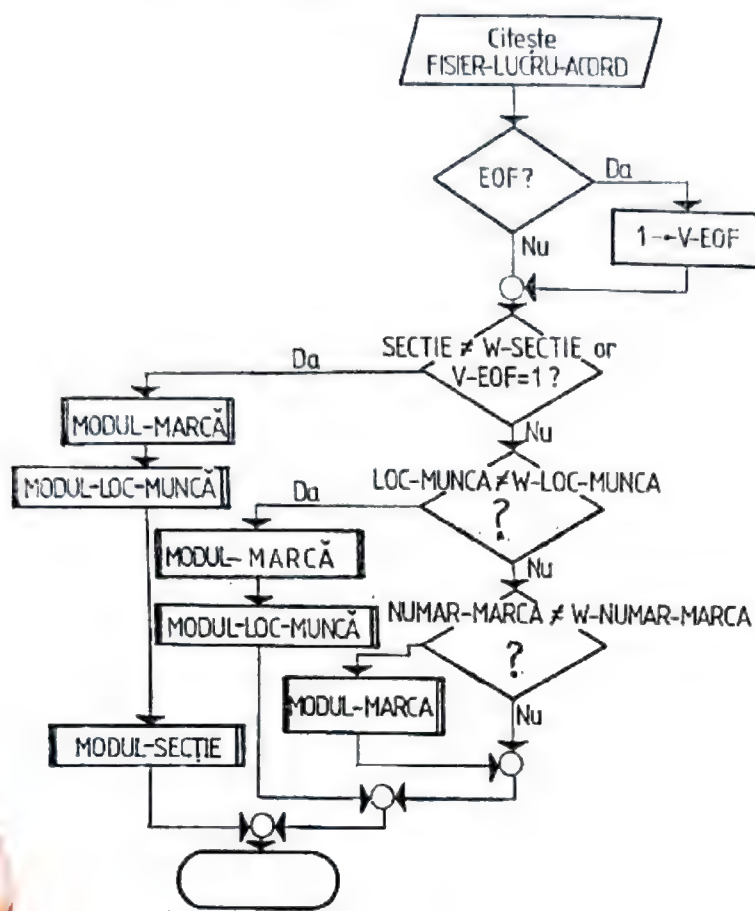 Citește
FISIER-LUCRU-ACORD
EOF?
Da
1→V-EOF
Nu
SECTIE ≠ W-SECTIE or
V-EOF=1?
Da
Nu
MODUL-MARCĂ
MODUL-LOC-MUNCĂ
LOC-MUNCA ≠ W-LOC-MUNCA
?
Da
Nu
MODUL-MARCĂ
MODUL-LOC-MUNCĂ
NUMAR-MARCA ≠ W-NUMAR-MARCA
?
MODUL-MARCA
Nu
MODUL-SECȚIE